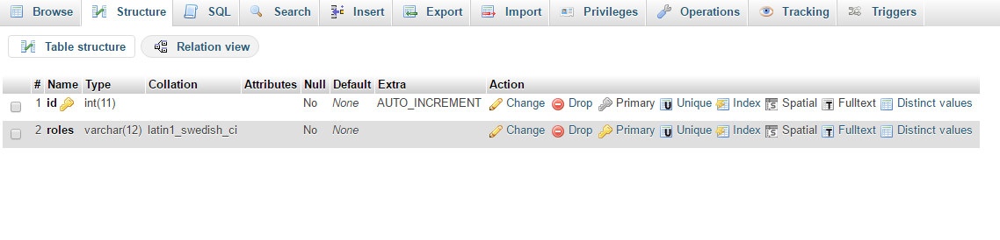 Browse Structure SQL Search Insert Export Import Privileges Operations Tracking Triggers
Table structure Relation view
# Name Type Collation Attributes Null Default Extra Action
1 id int(11) No None AUTO_INCREMENT Change Drop Primary Unique Index Spatial Fulltext Distinct values
2 roles varchar(12) latin1_swedish_ci No None Change Drop Primary Unique Index Spatial Fulltext Distinct values